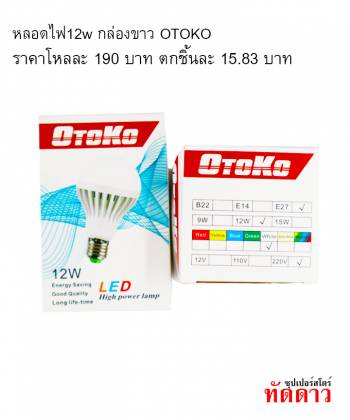 หลอดไฟ12w กล่องขาว OTOKO
ราคาโหลละ 190 บาท ตกชิ้นละ 15.83 บาท
OTOKO
12W
Energy Saving
Good Quality
Long life-time
LED
High power lamp
OTOKO
B22 E14 E27 ✓
9W 12W ✓ 15W
Red Yellow Blue Green White ✓
12V 110V 220V ✓
ซุปเปอร์สโตร์
ทัดดาว